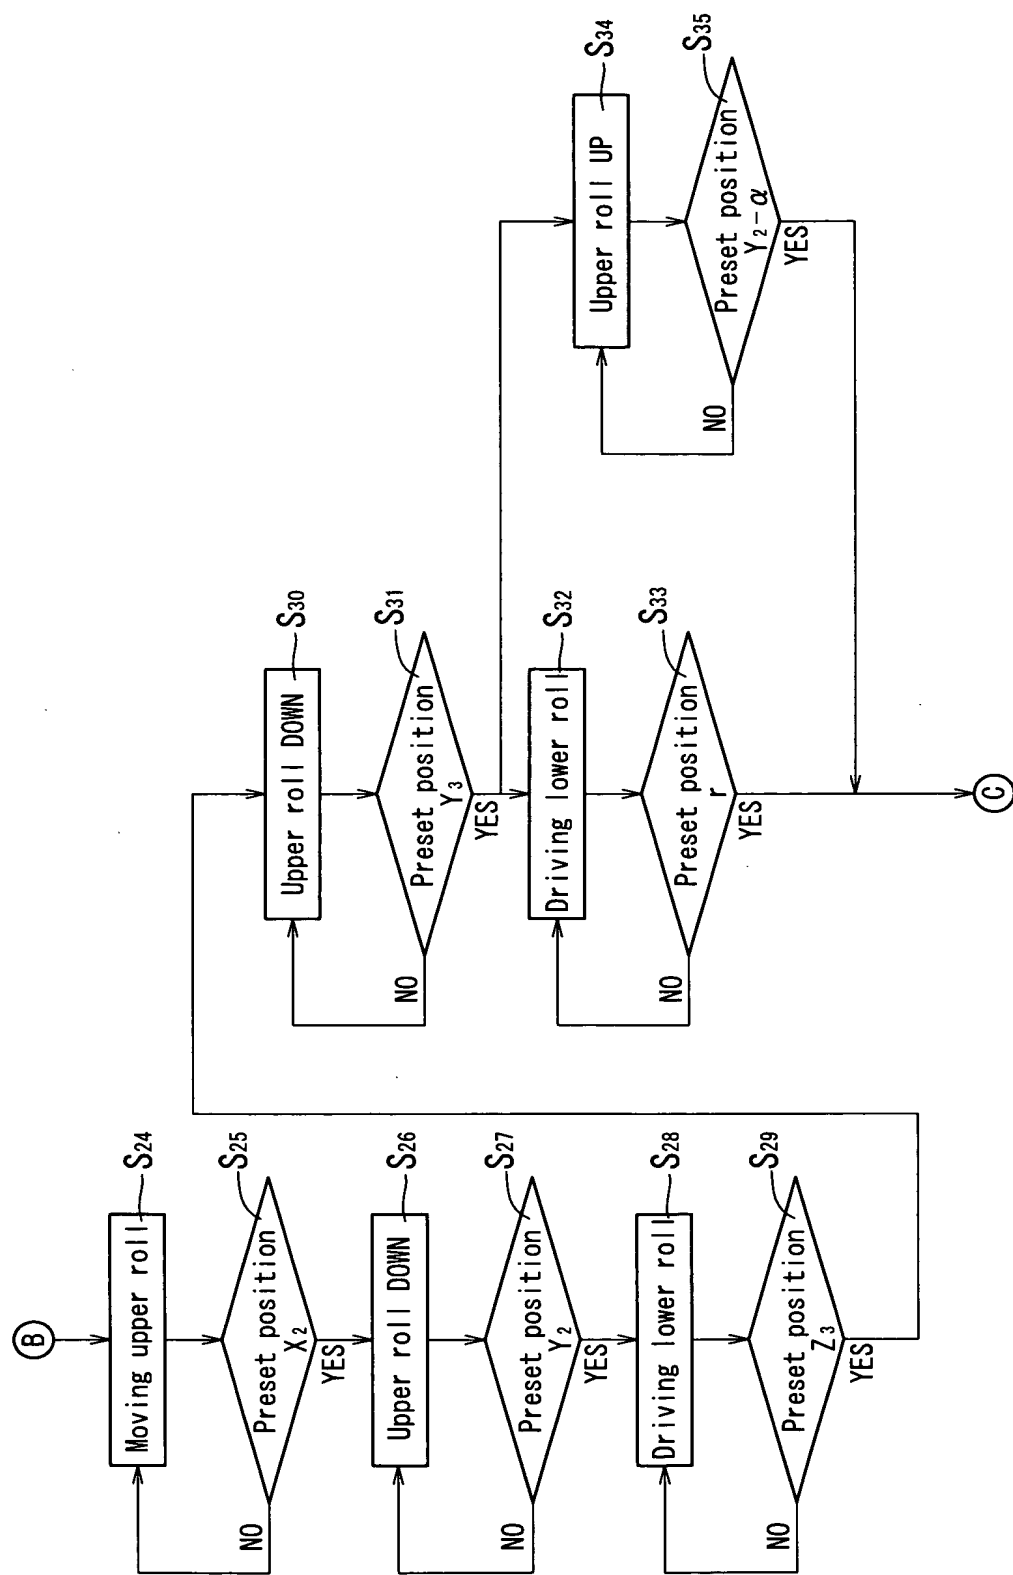 B
Moving upper roll
S24
Preset position
X2
S25
NO
YES
Upper roll DOWN
S26
Preset position
Y2
S27
NO
YES
Driving lower roll
S28
Preset position
Z3
S29
NO
YES
Upper roll DOWN
S30
Preset position
Y3
S31
NO
YES
Driving lower roll
S32
Preset position
r
S33
NO
YES
Upper roll UP
S34
Preset position
Y2-α
S35
NO
YES
C